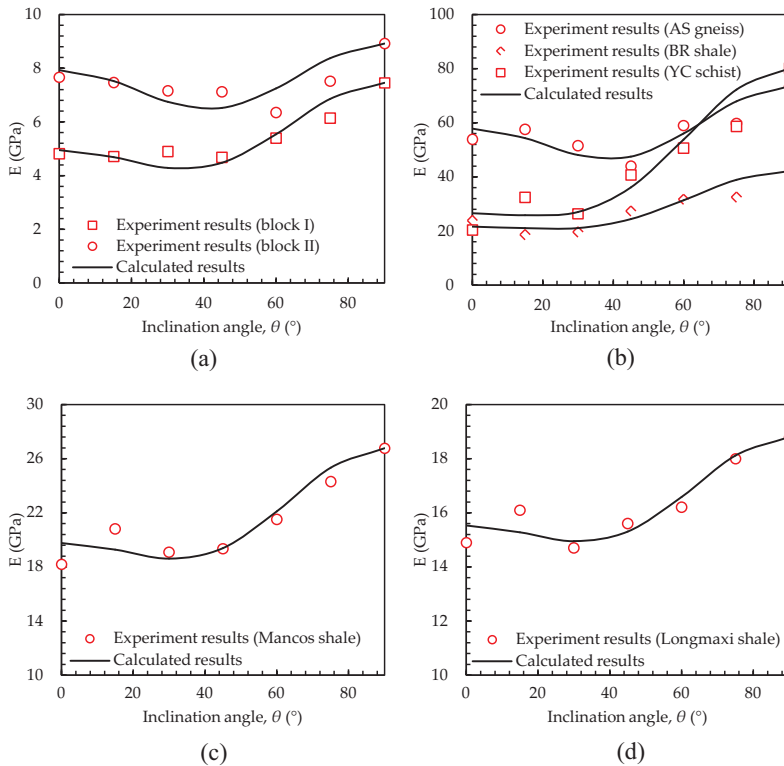 10
8
6
4
2
0
E (GPa)
Experiment results (block I)
Experiment results (block II)
Calculated results
0 20 40 60 80
Inclination angle, θ (°)
(a)
100
80
60
40
20
0
E (GPa)
Experiment results (AS gneiss)
Experiment results (BR shale)
Experiment results (YC schist)
Calculated results
0 20 40 60 80
Inclination angle, θ (°)
(b)
30
26
22
18
14
10
E (GPa)
Experiment results (Mancos shale)
Calculated results
0 20 40 60 80
Inclination angle, θ (°)
(c)
20
18
16
14
12
10
E (GPa)
Experiment results (Longmaxi shale)
Calculated results
0 20 40 60 80
Inclination angle, θ (°)
(d)